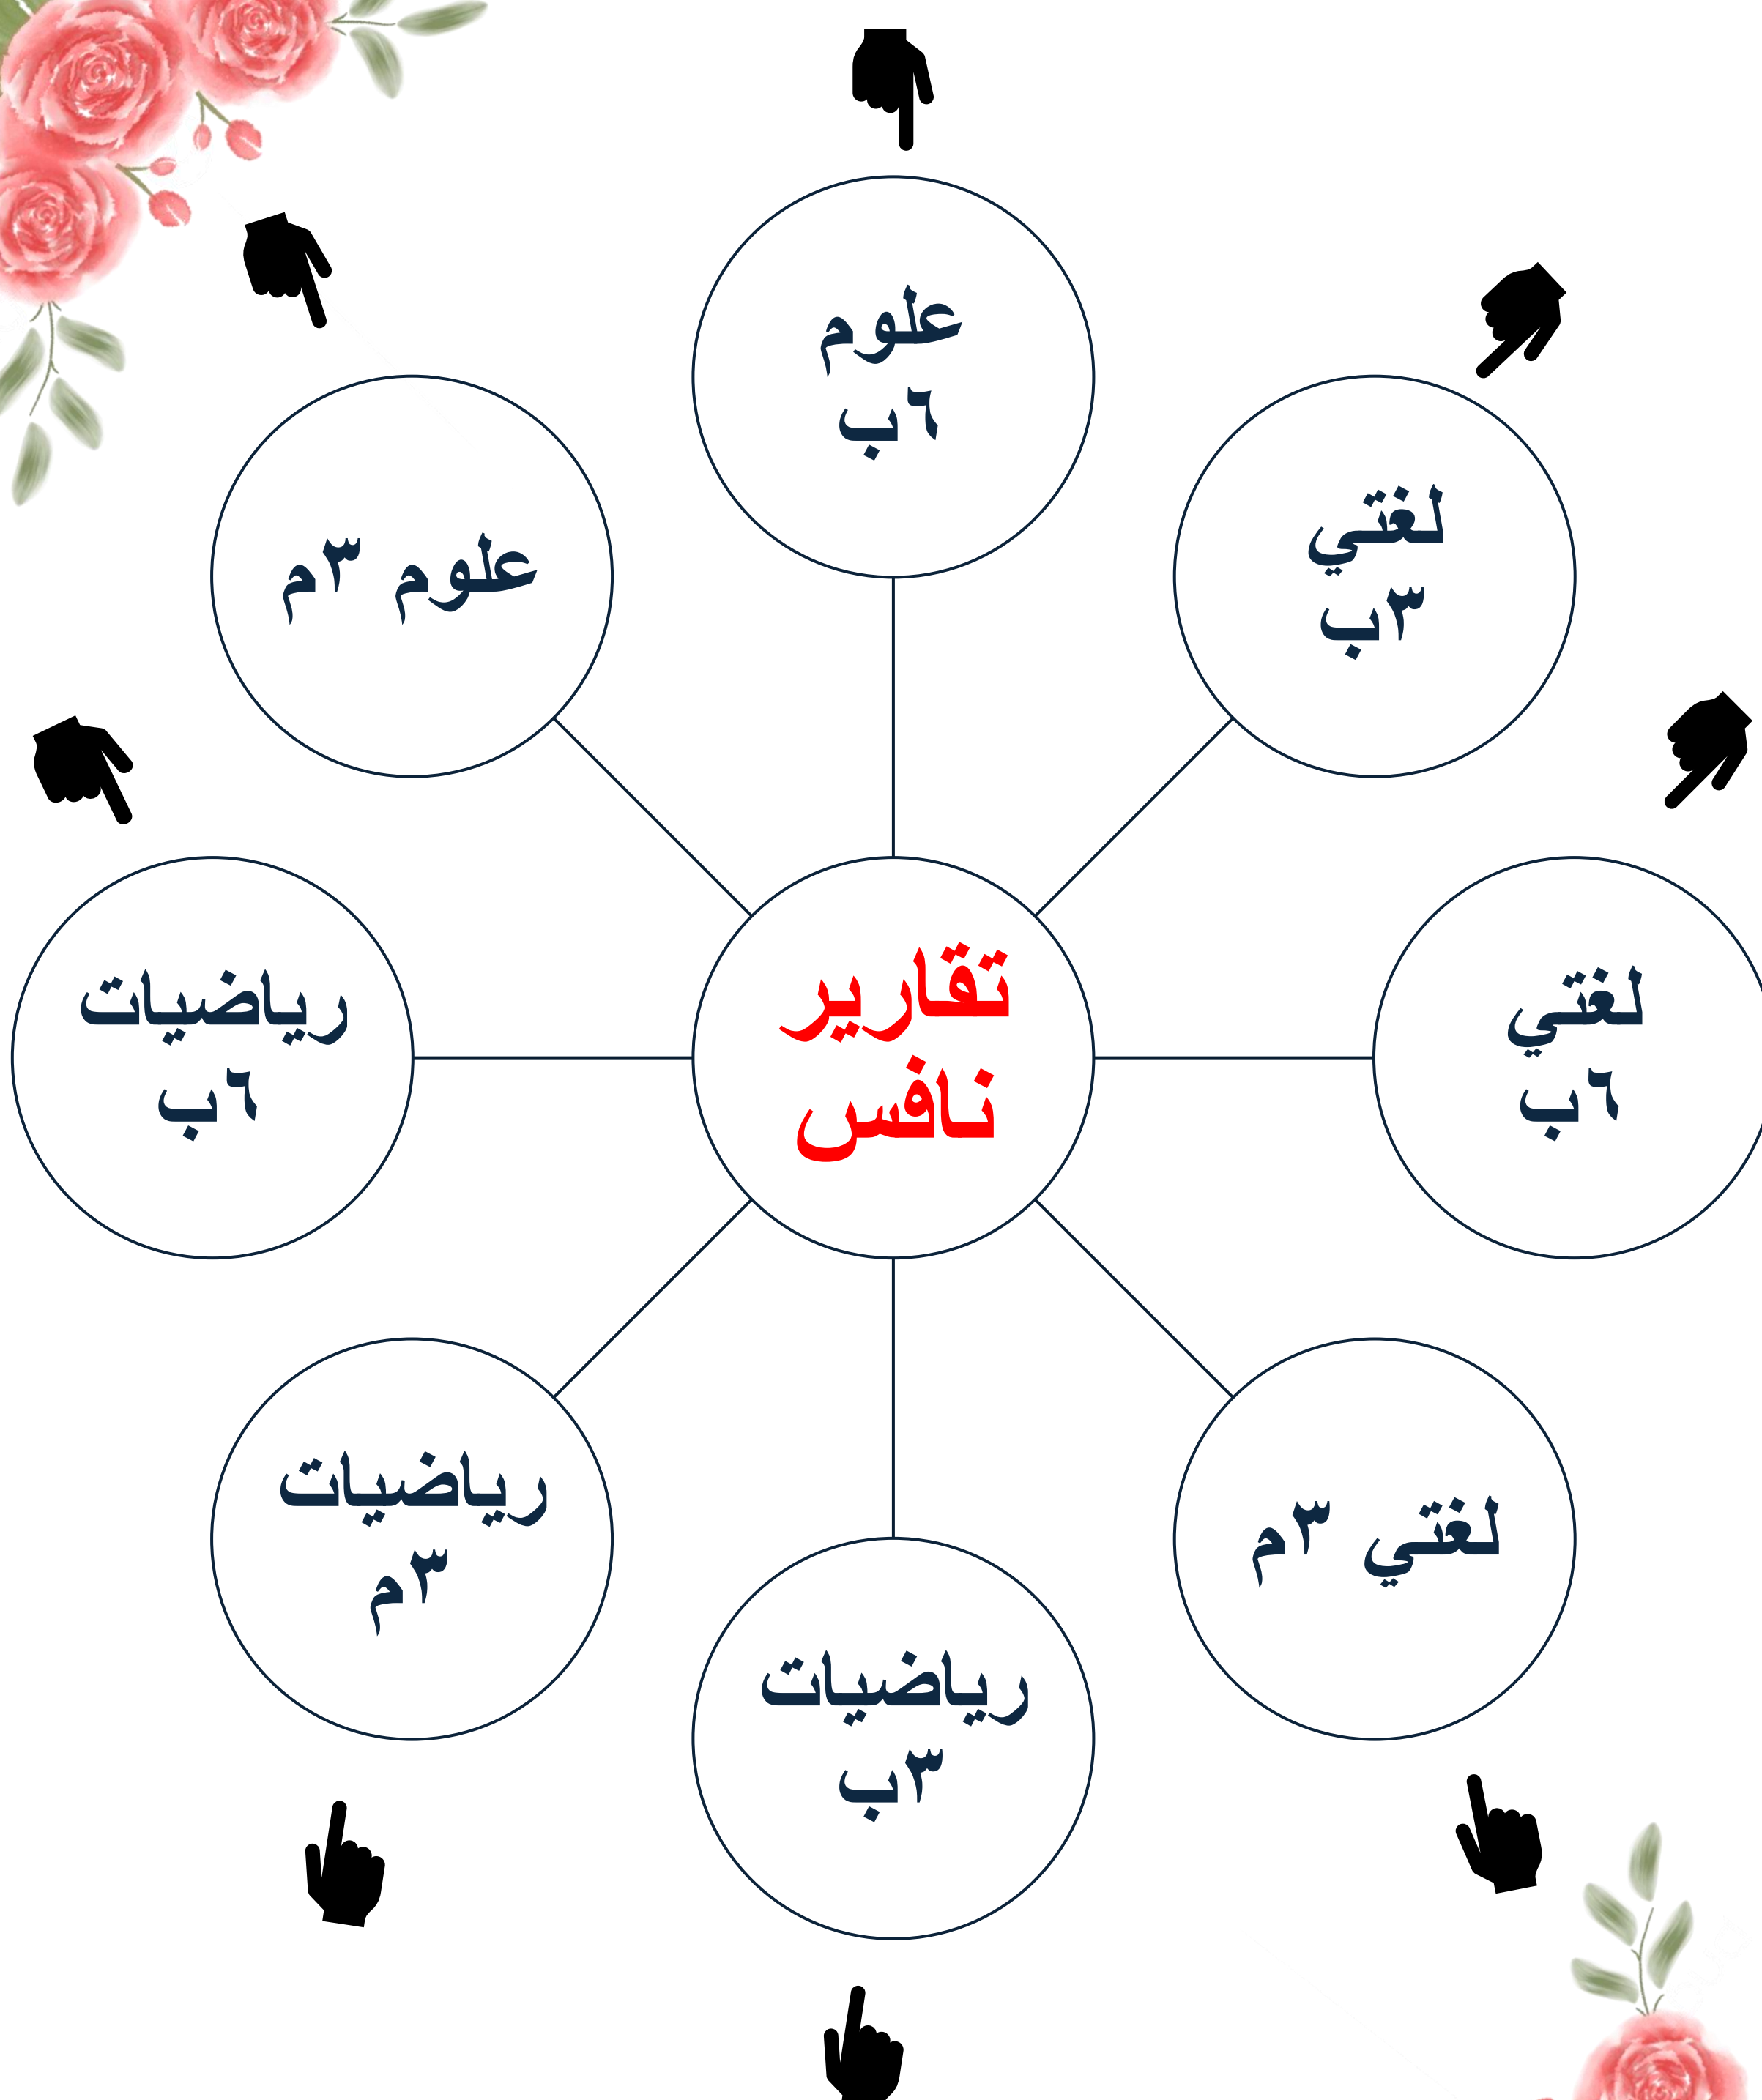 علوم
٦ب
لغتي
٣ب
علوم ٣م
لغتي
٦ب
تقارير
نافس
رياضيات
٦ب
لغتي ٣م
رياضيات
٣م
رياضيات
٣ب